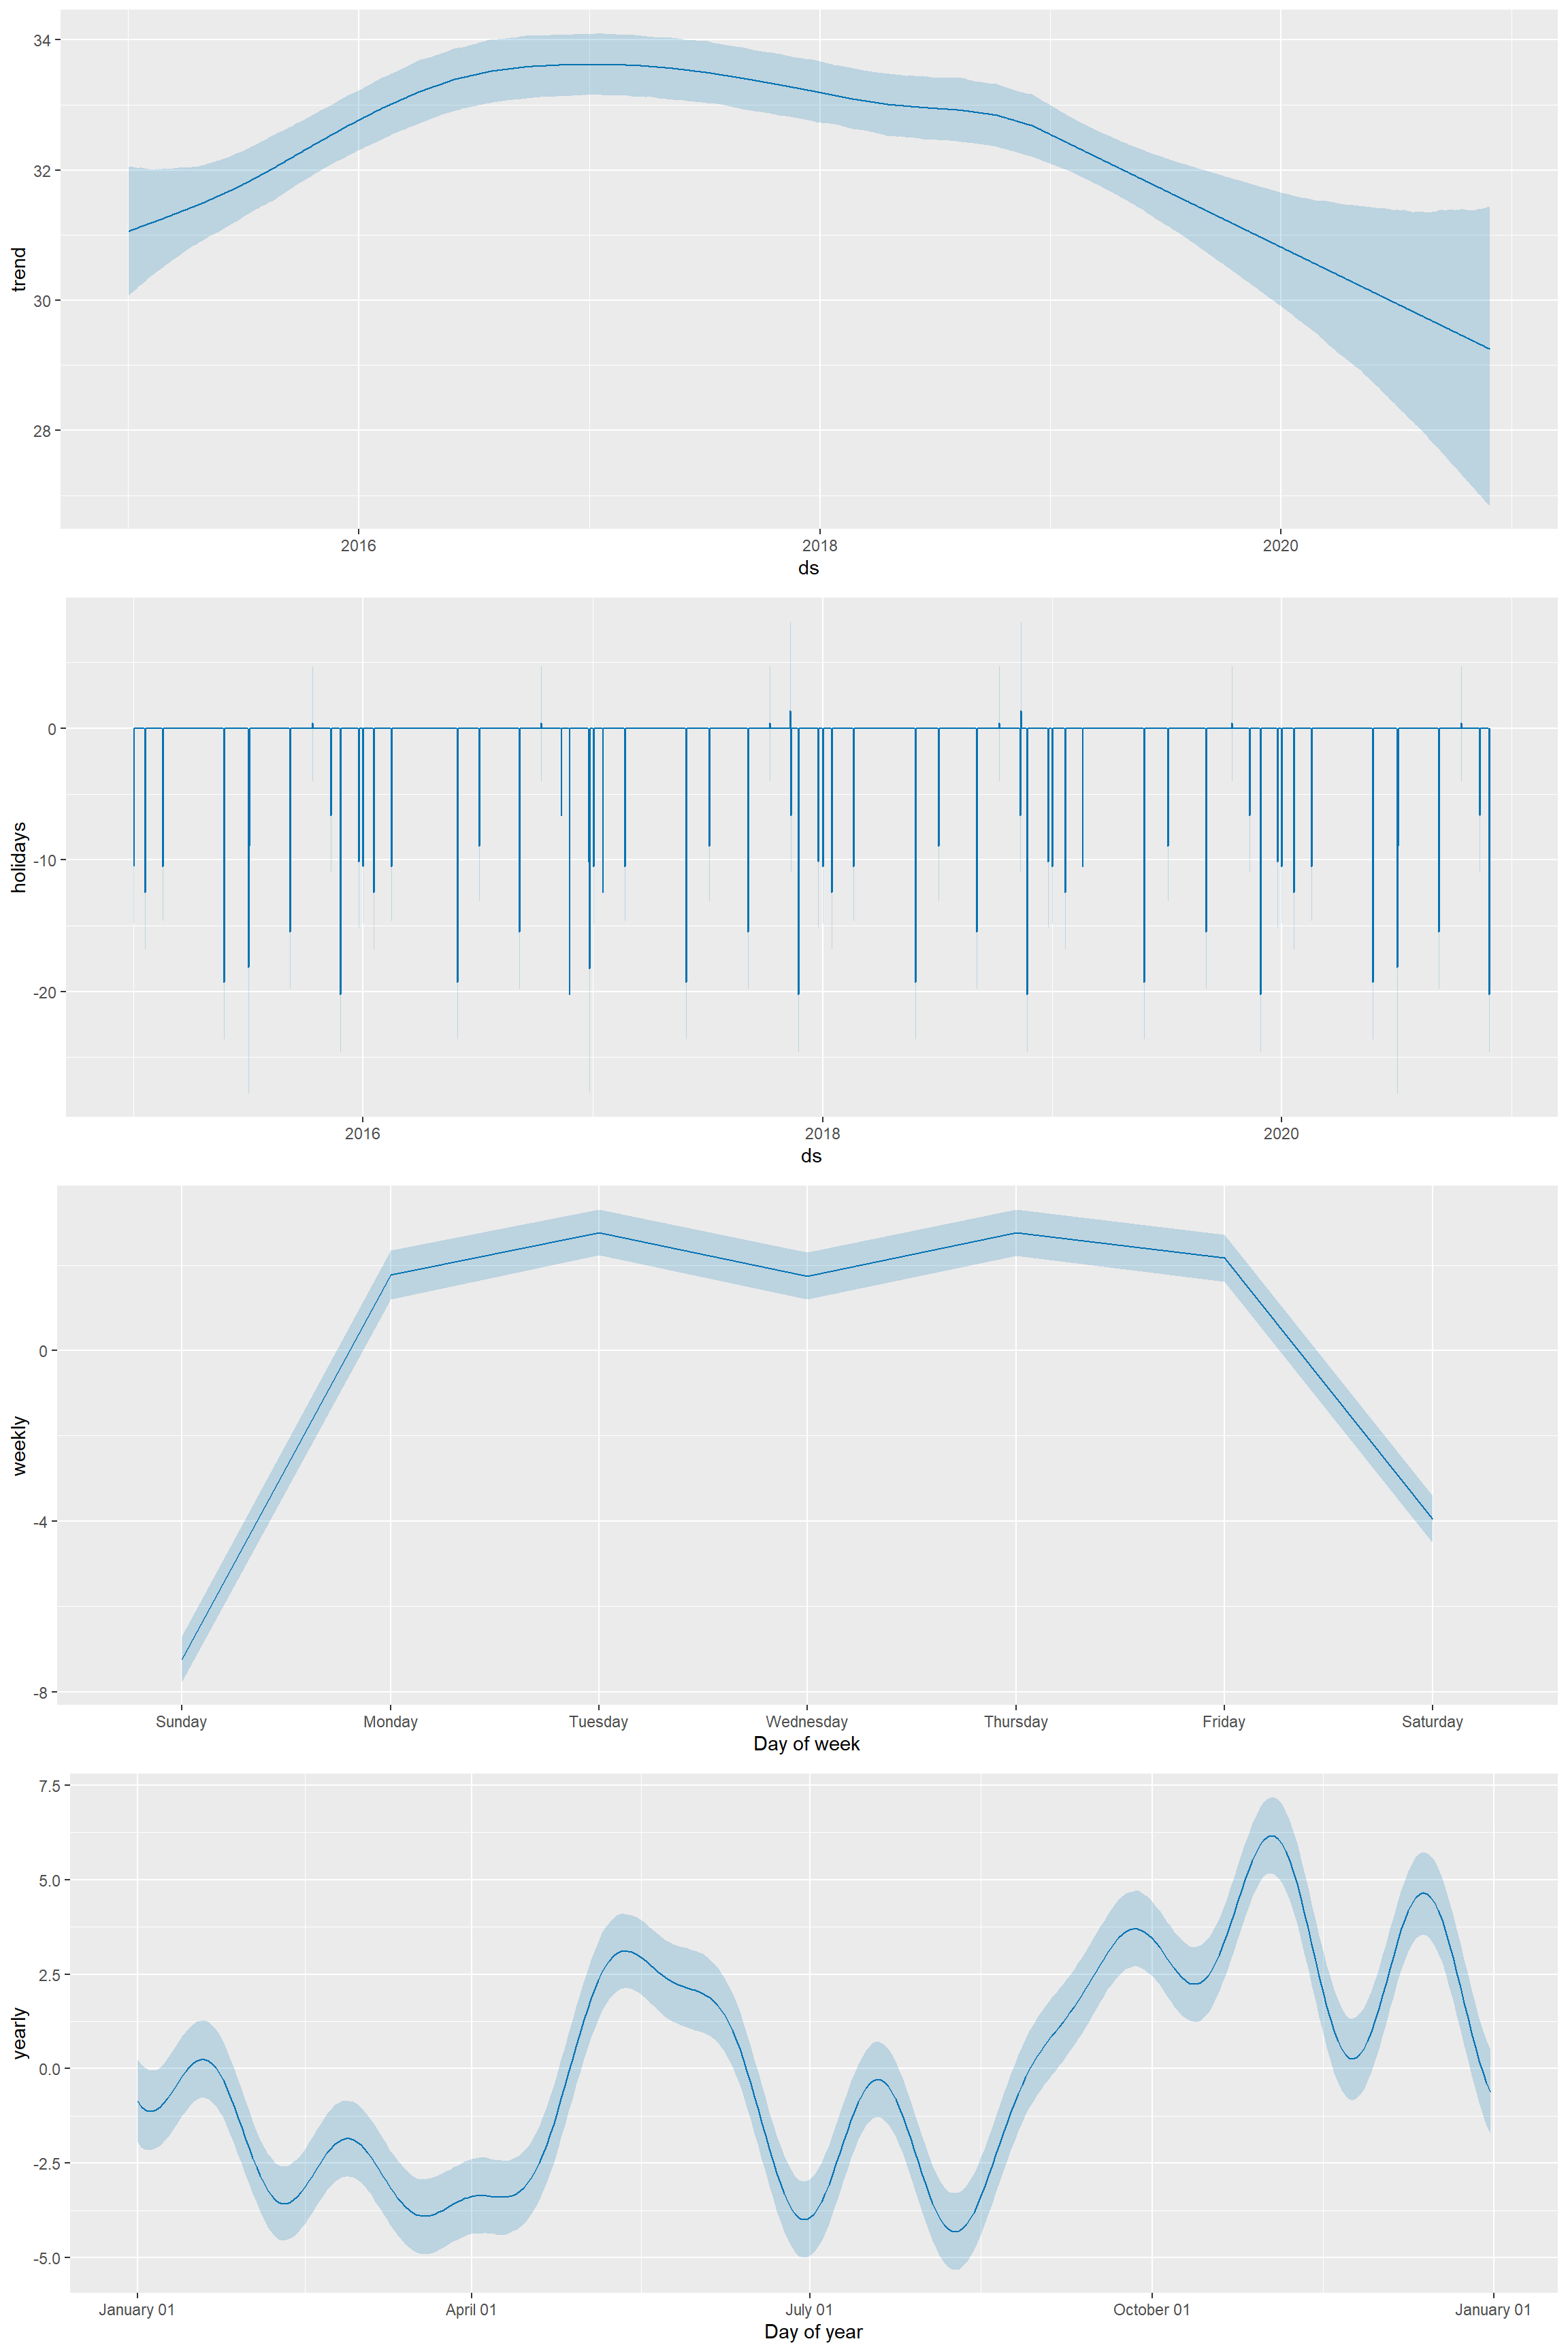 34
32
30
28
trend
2016 2018 2020
ds
0
-10
-20
holidays
2016 2018 2020
ds
0
-4
-8
weekly
Sunday Monday Tuesday Wednesday Thursday Friday Saturday
Day of week
7.5
5.0
2.5
0.0
-2.5
-5.0
yearly
January 01 April 01 July 01 October 01 January 01
Day of year